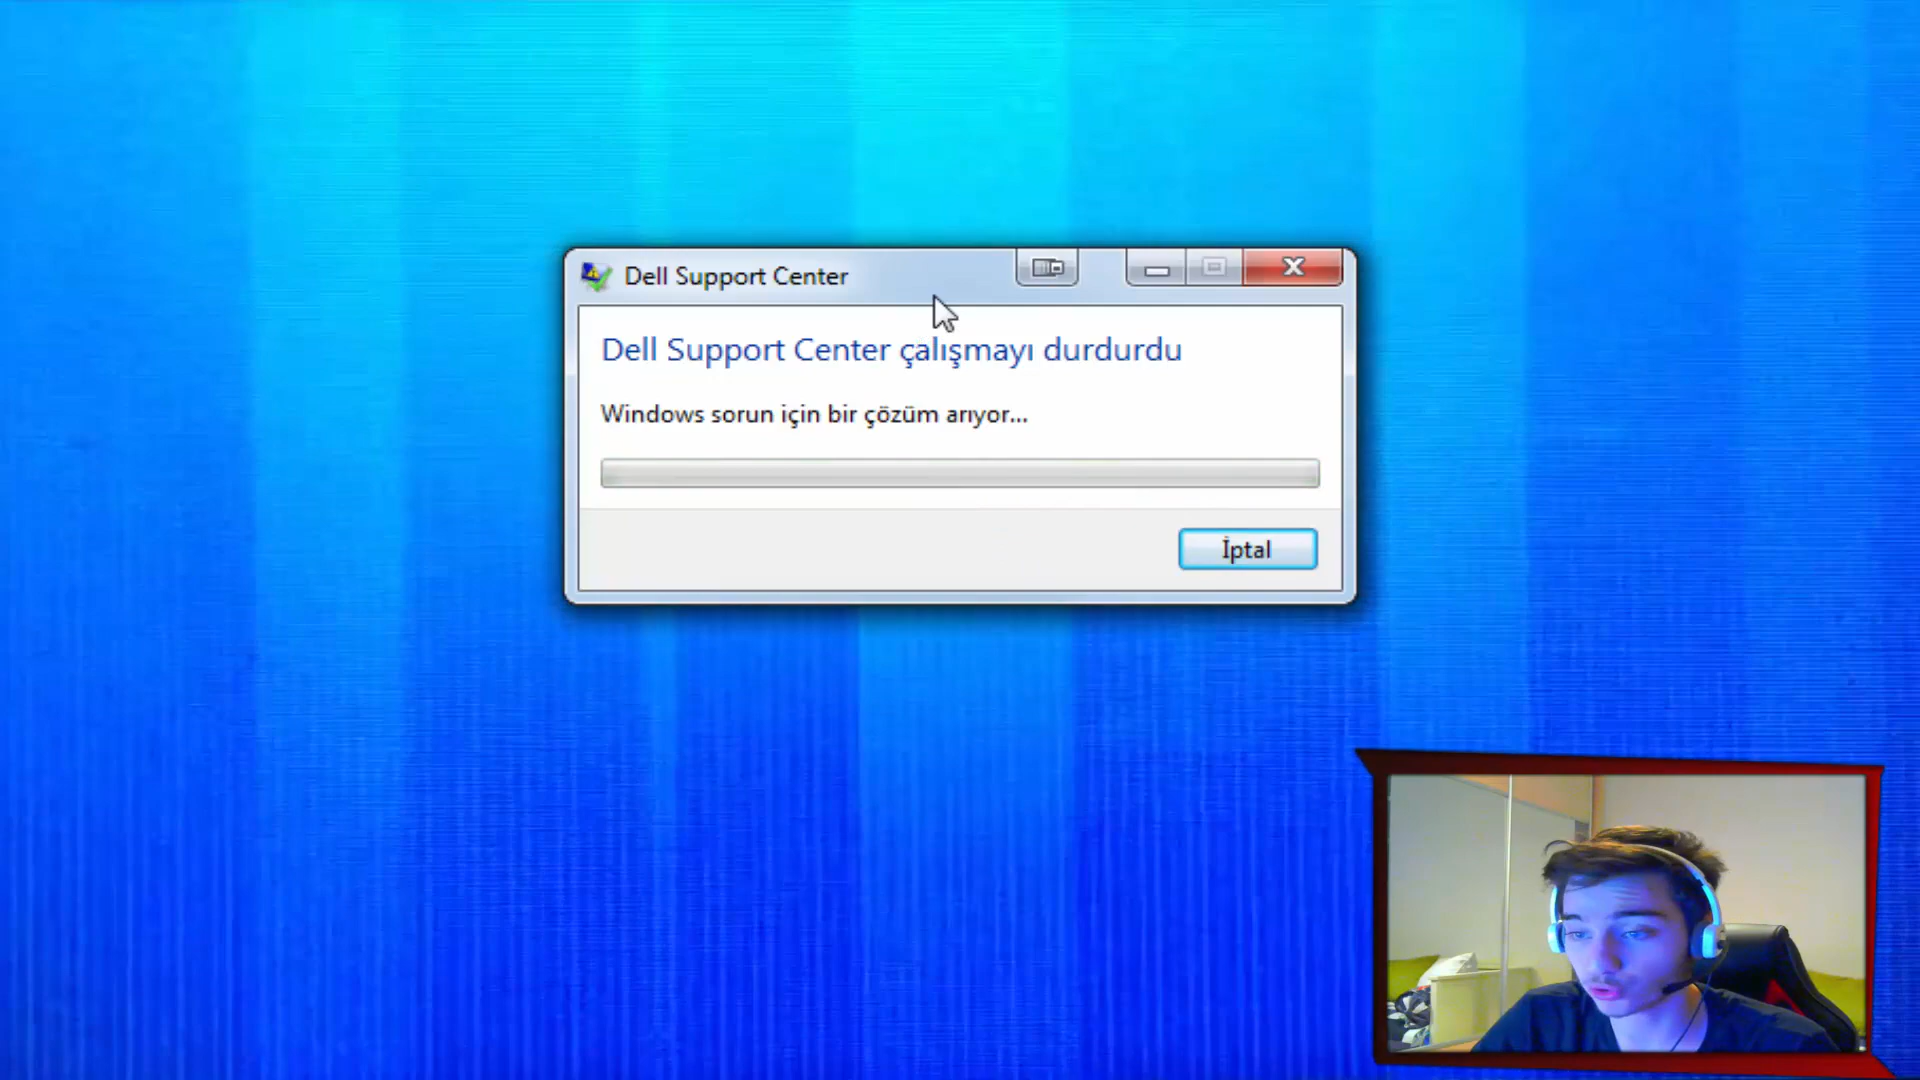 Dell Support Center
Dell Support Center çalışmayı durdurdu
Windows sorun için bir çözüm arıyor...
İptal